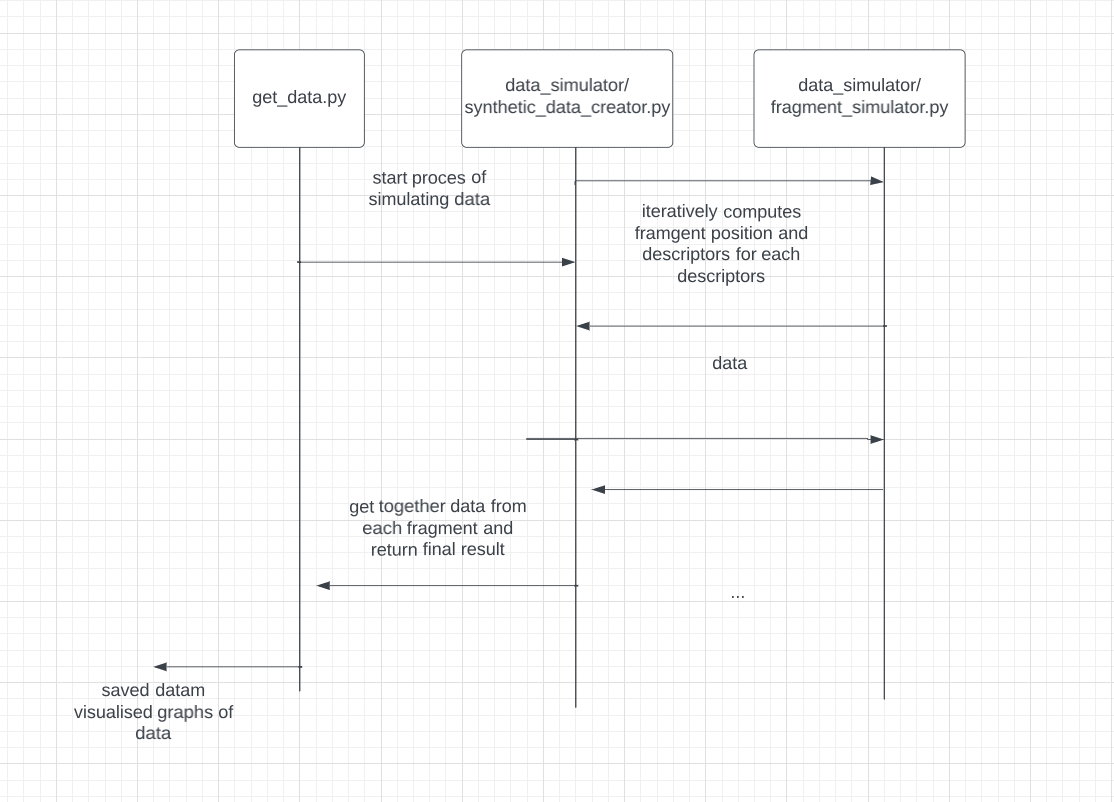 get_data.py
data_simulator/
synthetic_data_creator.py
data_simulator/
fragment_simulator.py
start proces of
simulating data
iteratively computes
framgent position and
descriptors for each
descriptors
data
get together data from
each fragment and
return final result
...
saved datam
visualised graphs of
data